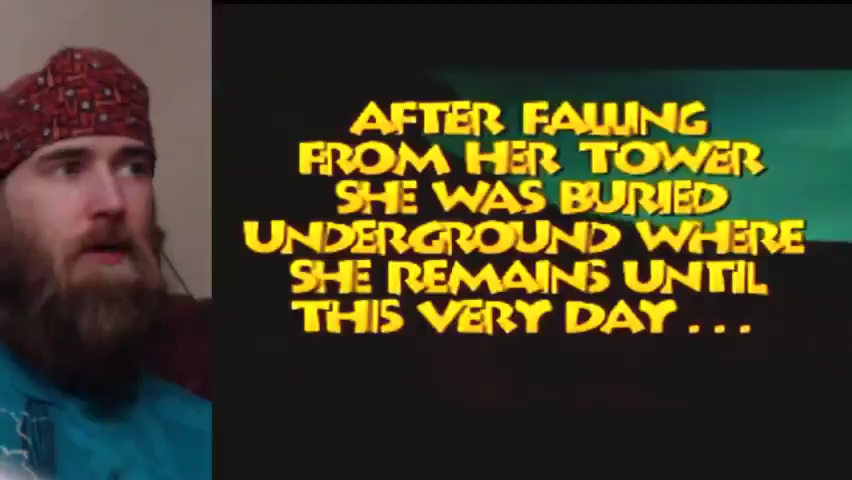 AFTER FALLING
FROM HER TOWER
SHE WAS BURIED
UNDERGROUND WHERE
SHE REMAINS UNTIL
THIS VERY DAY . . .